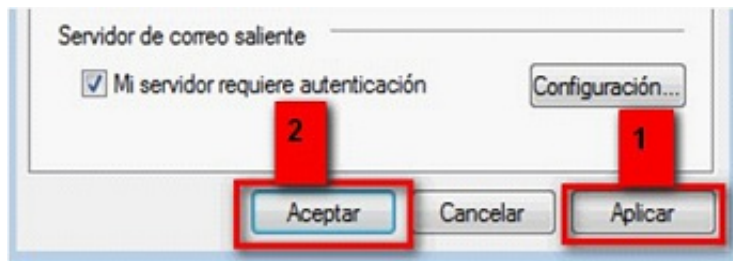 Servidor de correo saliente
Mi servidor requiere autenticación
Configuración...
2
1
Aceptar
Cancelar
Aplicar